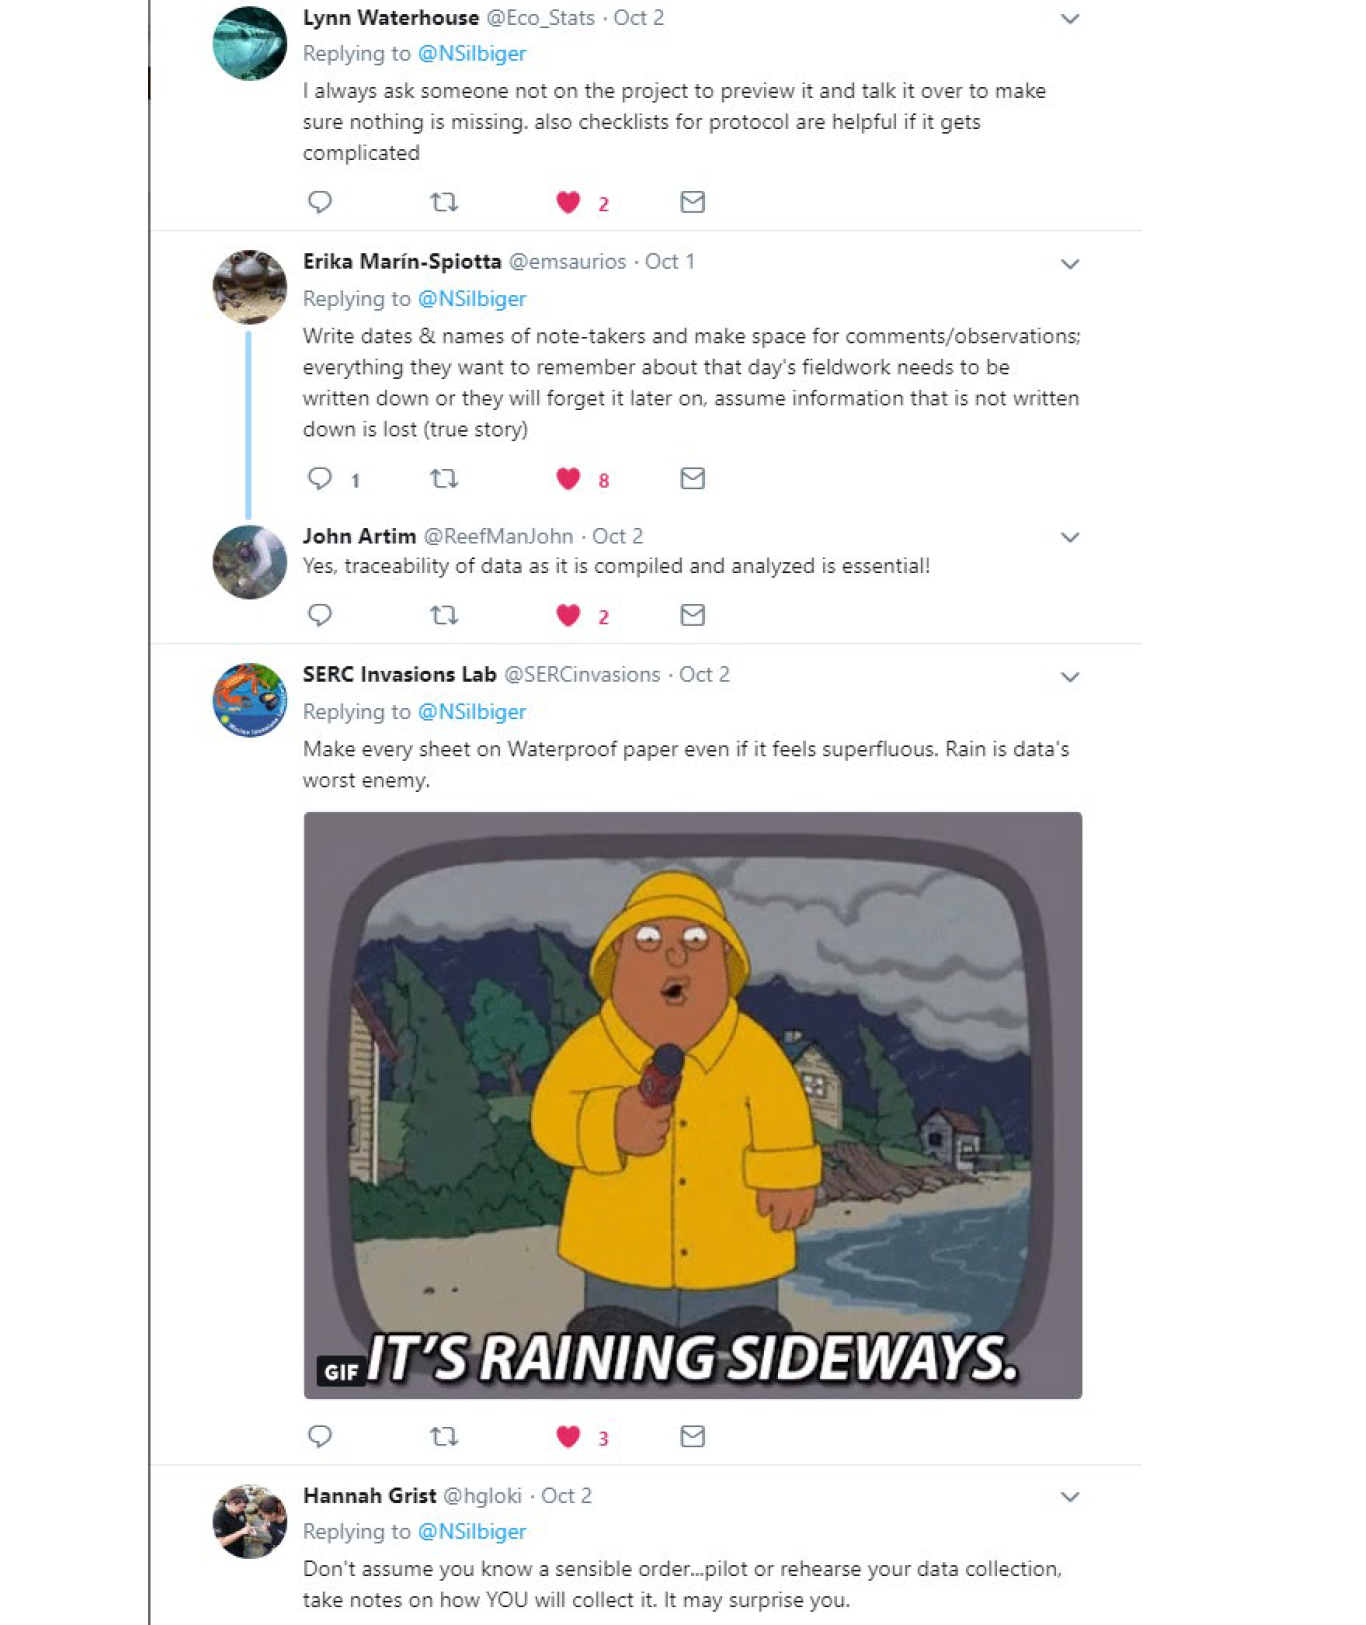 Lynn Waterhouse @Eco_Stats · Oct 2
Replying to @NSilbiger
I always ask someone not on the project to preview it and talk it over to make
sure nothing is missing. also checklists for protocol are helpful if it gets
complicated
2
Erika Marín-Spiotta @emsaurios · Oct 1
Replying to @NSilbiger
Write dates & names of note-takers and make space for comments/observations;
everything they want to remember about that day's fieldwork needs to be
written down or they will forget it later on, assume information that is not written
down is lost (true story)
1 8
John Artim @ReefManJohn · Oct 2
Yes, traceability of data as it is compiled and analyzed is essential!
2
SERC Invasions Lab @SERCinvasions · Oct 2
Replying to @NSilbiger
Make every sheet on Waterproof paper even if it feels superfluous. Rain is data's
worst enemy.
GIF IT'S RAINING SIDEWAYS.
3
Hannah Grist @hgloki · Oct 2
Replying to @NSilbiger
Don't assume you know a sensible order...pilot or rehearse your data collection,
take notes on how YOU will collect it. It may surprise you.